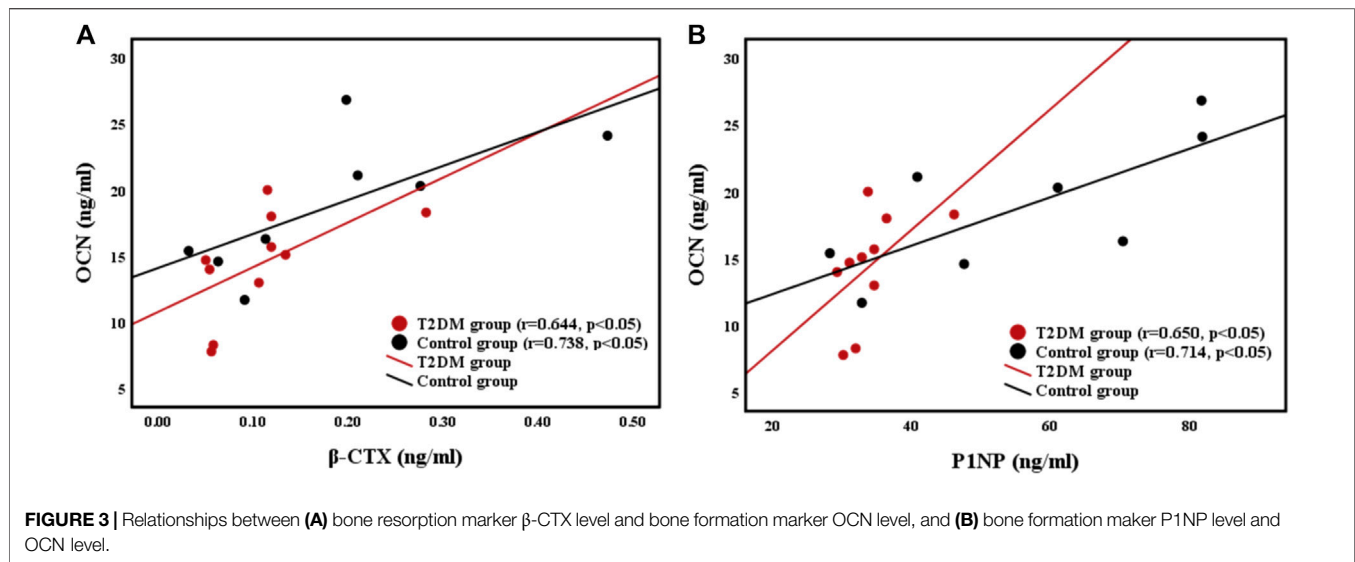 A
30
25
20
15
10
5
OCN (ng/ml)
T2DM group (r=0.644, p<0.05)
Control group (r=0.738, p<0.05)
T2DM group
Control group
0.00 0.10 0.20 0.30 0.40 0.50
β-CTX (ng/ml)
B
30
25
20
15
10
5
OCN (ng/ml)
T2DM group (r=0.650, p<0.05)
Control group (r=0.714, p<0.05)
T2DM group
Control group
20 40 60 80
P1NP (ng/ml)
FIGURE 3 | Relationships between (A) bone resorption marker β-CTX level and bone formation marker OCN level, and (B) bone formation maker P1NP level and
OCN level.